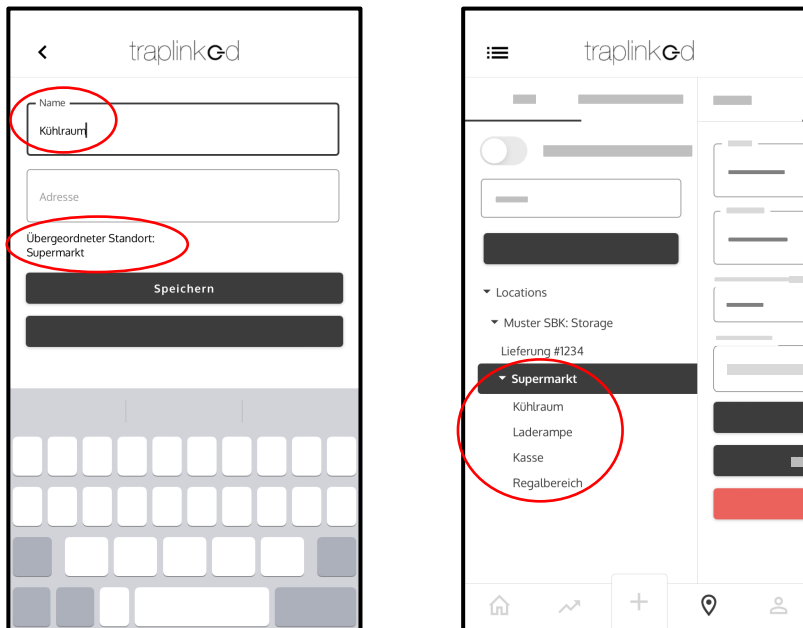 traplinked
Name
Kühlraum
Adresse
Übergeordneter Standort:
Supermarkt
Speichern
traplinked
Locations
Muster SBK: Storage
Lieferung #1234
Supermarkt
Kühlraum
Laderampe
Kasse
Regalbereich